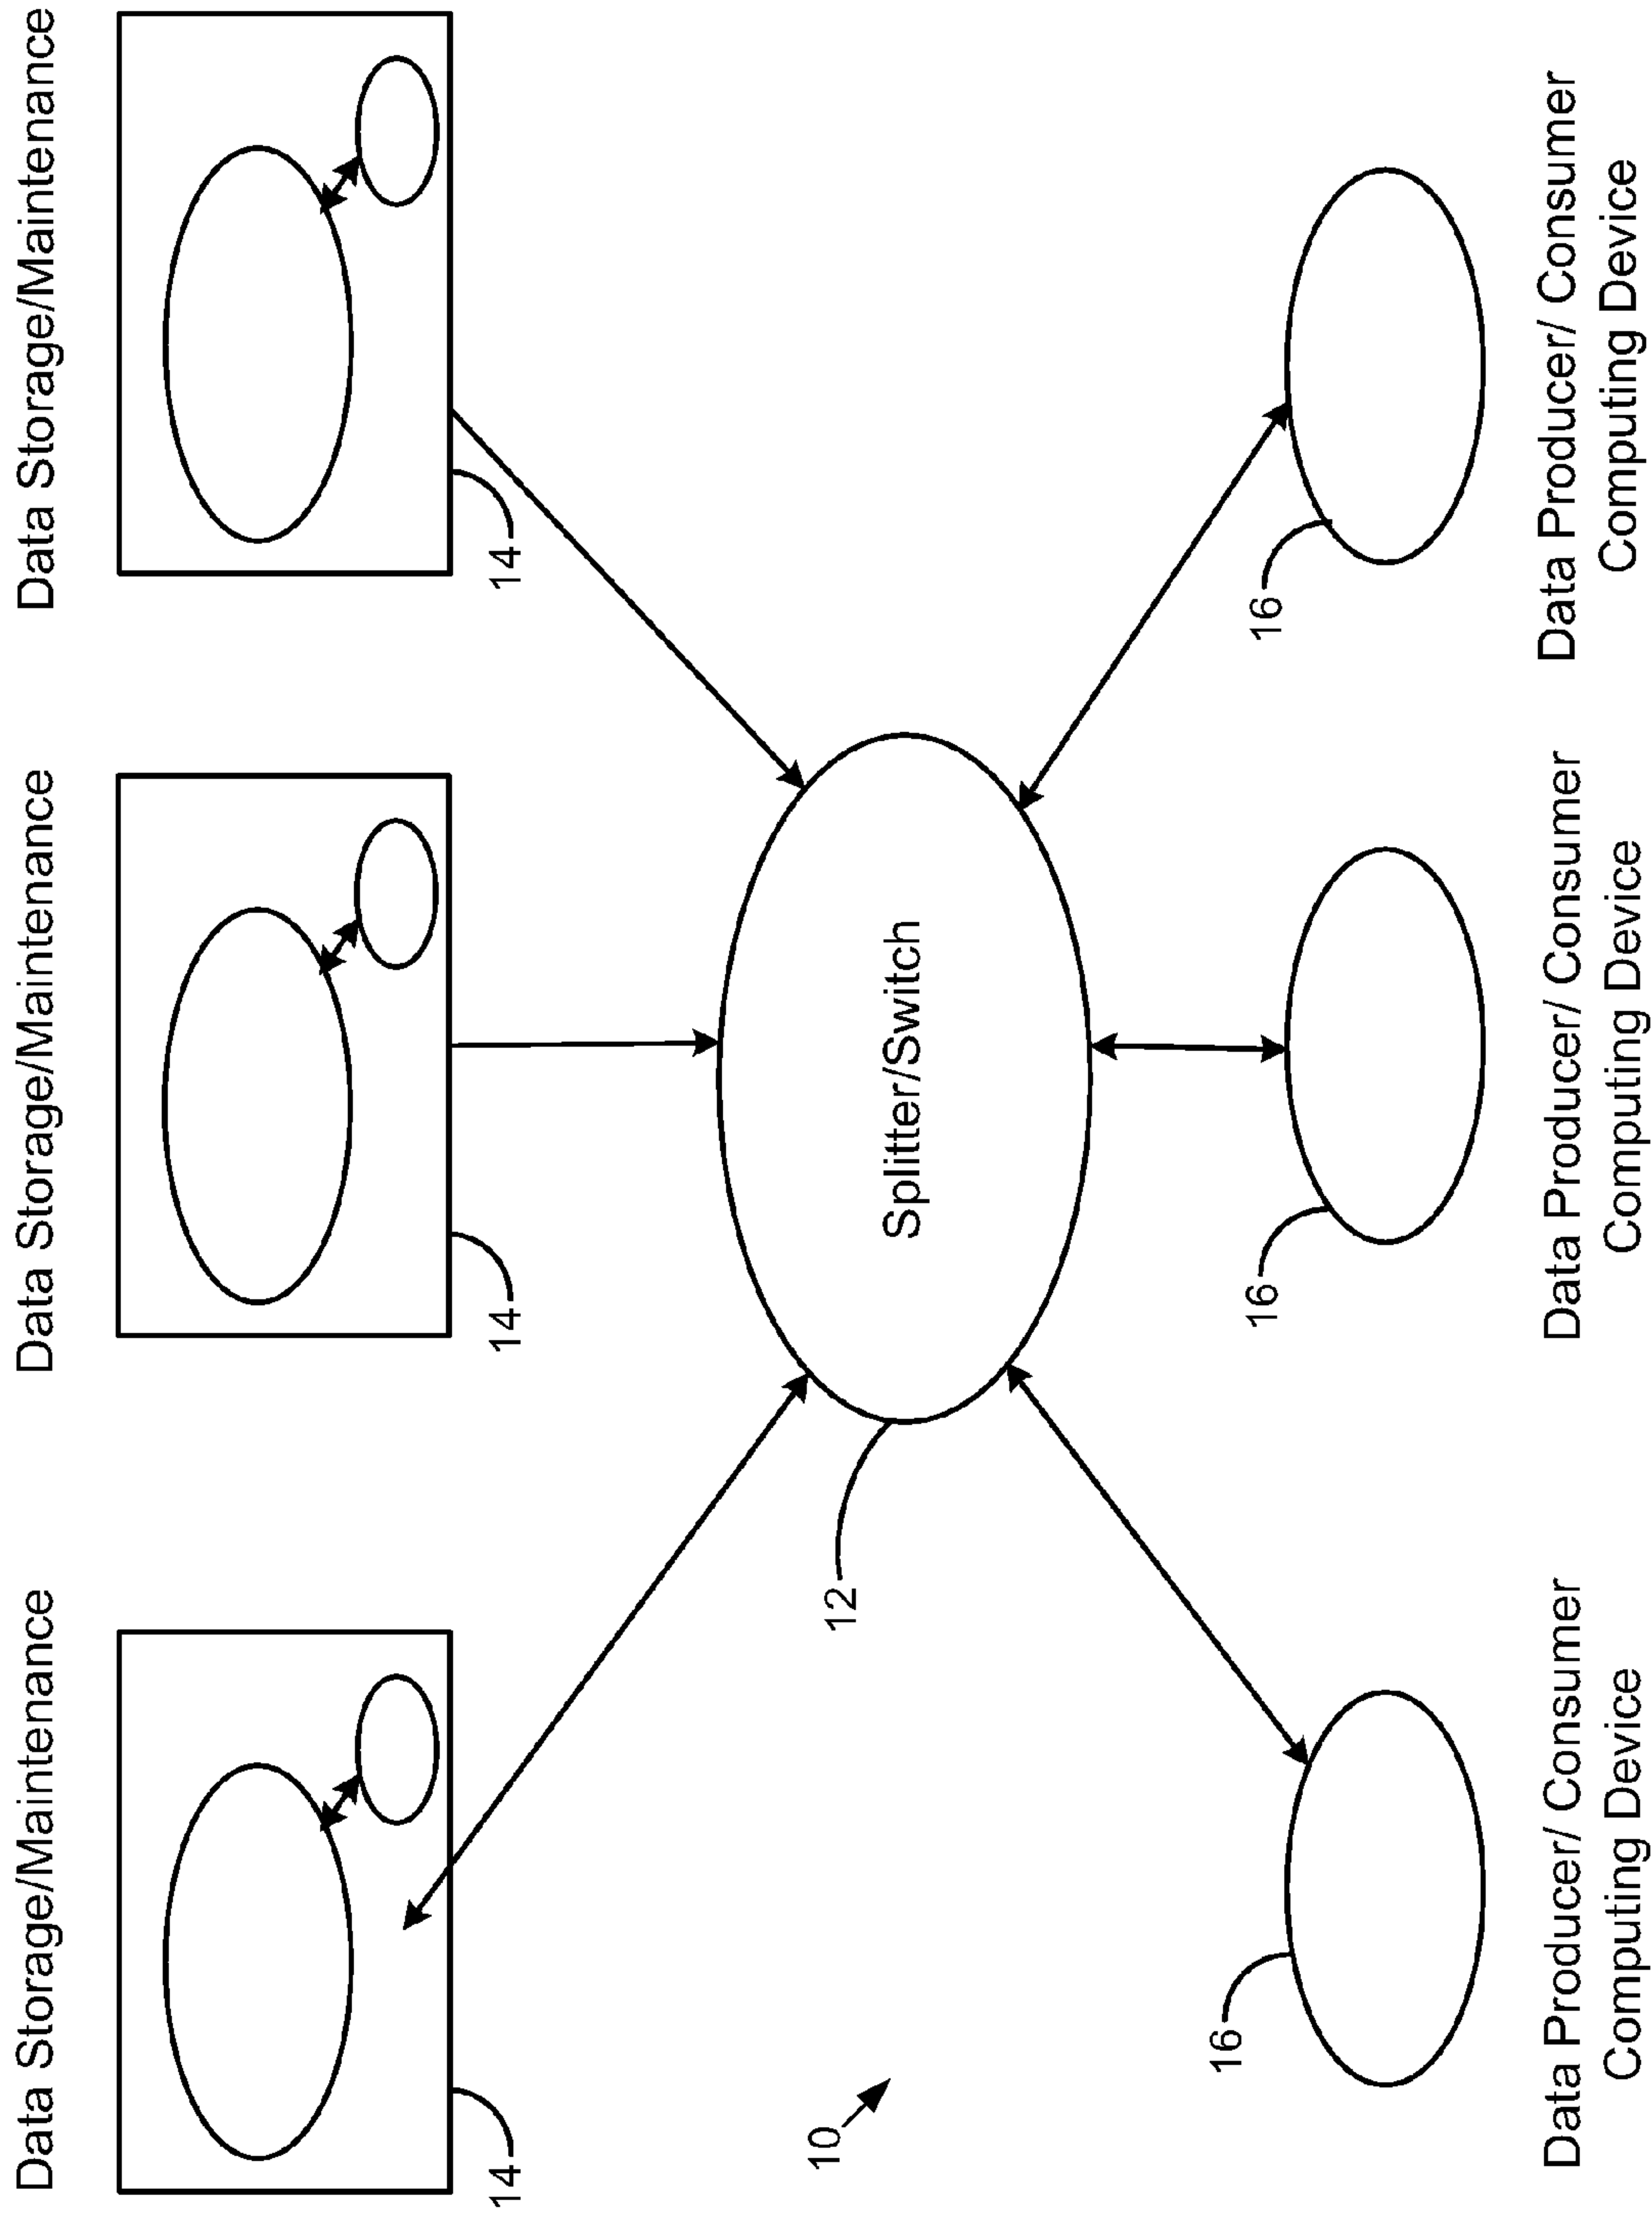 Data Storage/Maintenance
Data Storage/Maintenance
Data Storage/Maintenance
14
14
14
12
Splitter/Switch
10
16
16
16
Data Producer/ Consumer
Computing Device
Data Producer/ Consumer
Computing Device
Data Producer/ Consumer
Computing Device